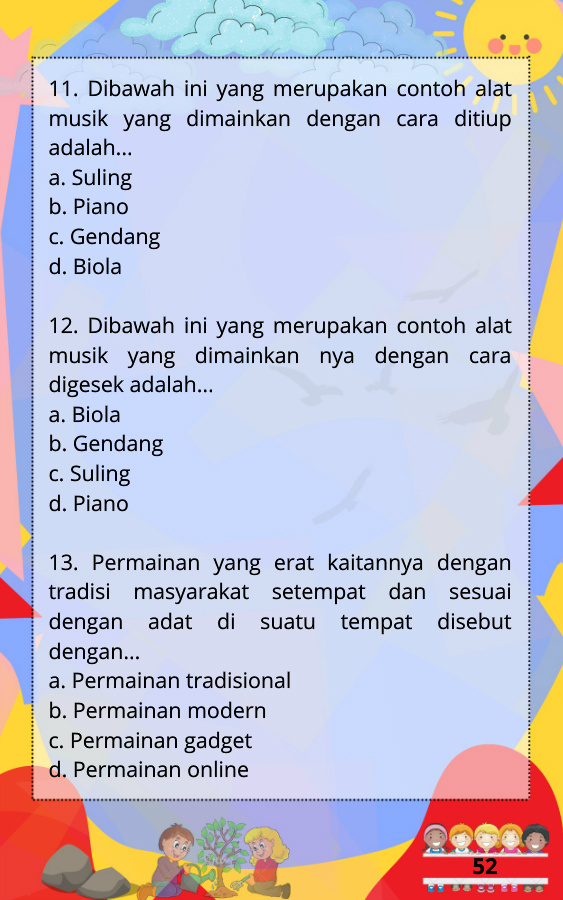 11. Dibawah ini yang merupakan contoh alat
musik yang dimainkan dengan cara ditiup
adalah...
a. Suling
b. Piano
c. Gendang
d. Biola
12. Dibawah ini yang merupakan contoh alat
musik yang dimainkan nya dengan cara
digesek adalah...
a. Biola
b. Gendang
c. Suling
d. Piano
13. Permainan yang erat kaitannya dengan
tradisi masyarakat setempat dan sesuai
dengan adat di suatu tempat disebut
dengan...
a. Permainan tradisional
b. Permainan modern
c. Permainan gadget
d. Permainan online
52